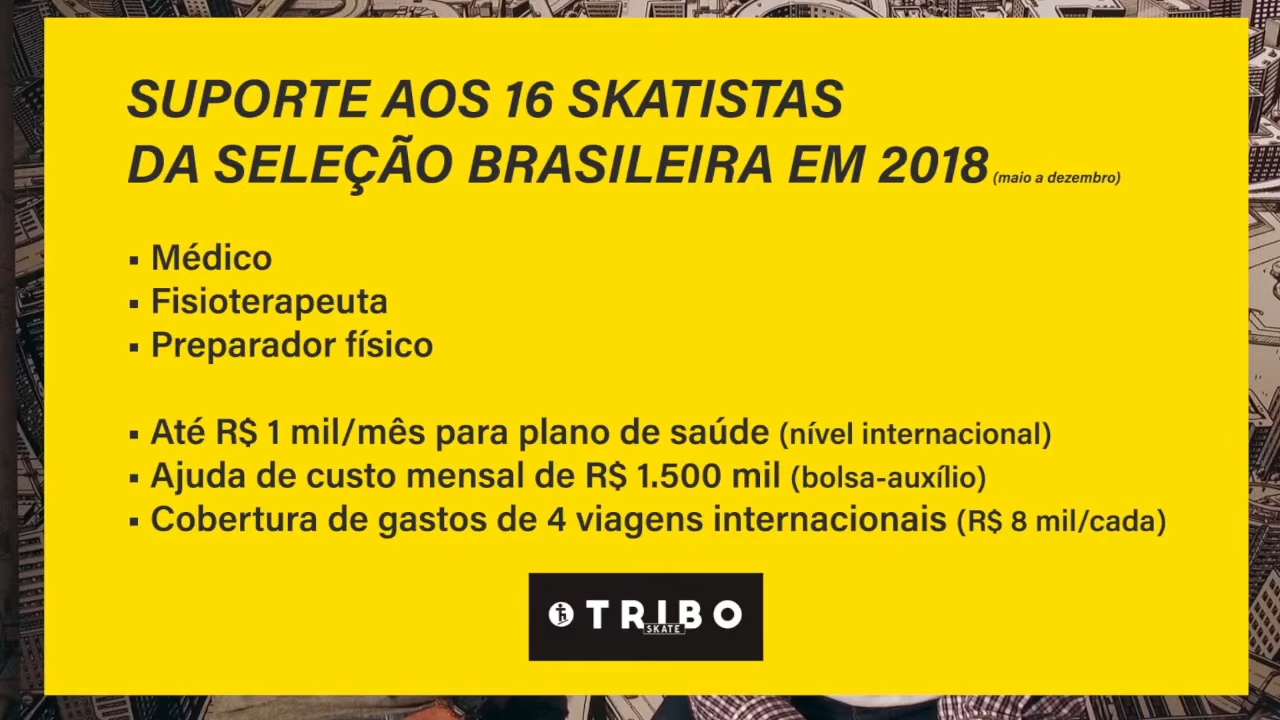 SUPORTE AOS 16 SKATISTAS
DA SELEÇÃO BRASILEIRA EM 2018 (maio a dezembro)
▪ Médico
▪ Fisioterapeuta
▪ Preparador físico
▪ Até R$ 1 mil/mês para plano de saúde (nível internacional)
▪ Ajuda de custo mensal de R$ 1.500 mil (bolsa-auxílio)
▪ Cobertura de gastos de 4 viagens internacionais (R$ 8 mil/cada)
TRIBO
SKATE